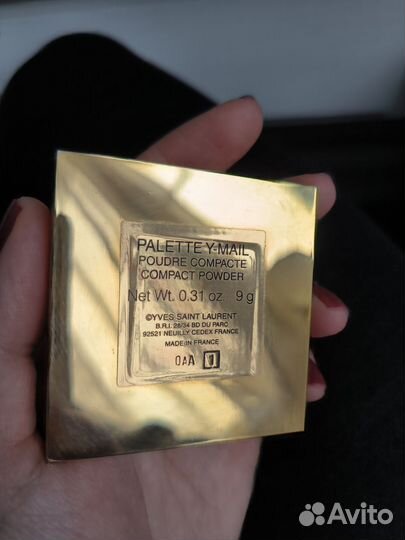 PALETTE Y-MAIL
POUDRE COMPACTE
COMPACT POWDER
Net Wt. 0.31 oz 9 g
©YVES SAINT LAURENT
B.R.I. 28/34 BD DU PARC
92521 NEUILLY CEDEX FRANCE
MADE IN FRANCE
0AA 1
Avito